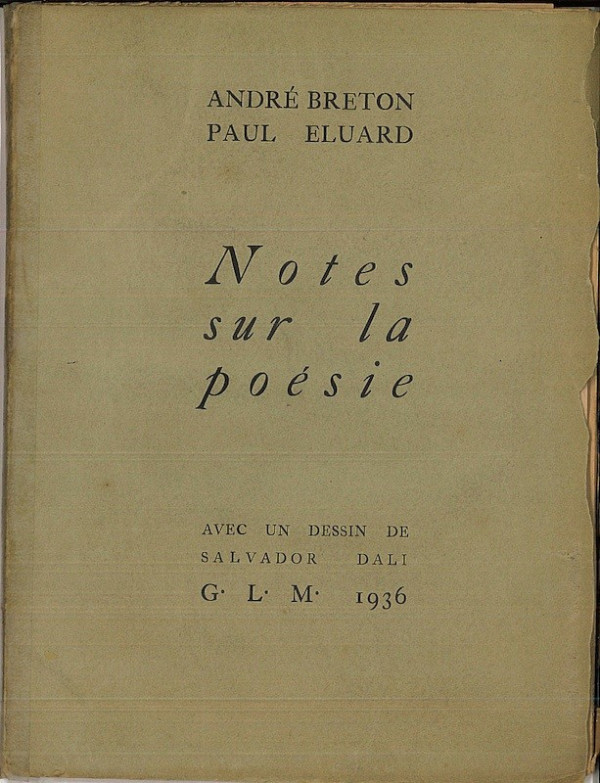 ANDRÉ BRETON
PAUL ELUARD
Notes
sur la
poésie
AVEC UN DESSIN DE
SALVADOR DALI
G. L. M. 1936